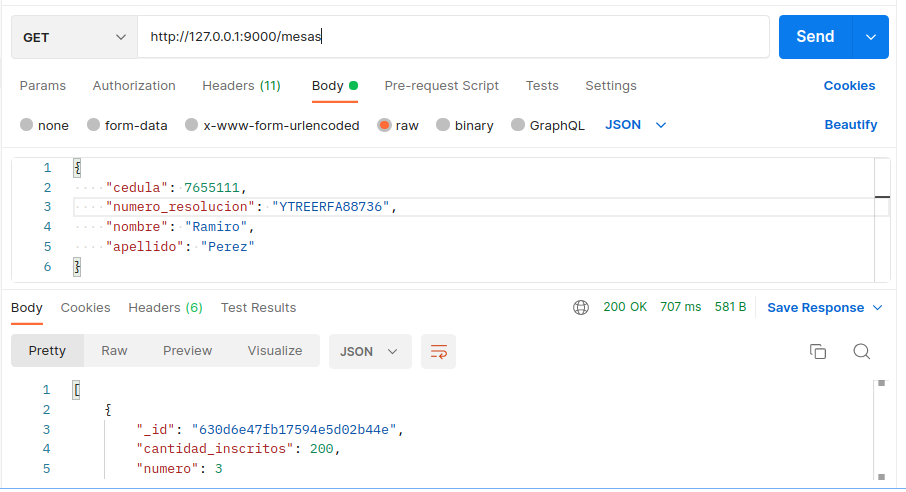 GET http://127.0.0.1:9000/mesas Send
Params Authorization Headers (11) Body Pre-request Script Tests Settings Cookies
none form-data x-www-form-urlencoded raw binary GraphQL JSON Beautify
1 {
2 "cedula": 7655111,
3 "numero_resolucion": "YTREERFA88736",
4 "nombre": "Ramiro",
5 "apellido": "Perez"
6 }
Body Cookies Headers (6) Test Results 200 OK 707 ms 581 B Save Response
Pretty Raw Preview Visualize JSON
1 [
2 {
3 "_id": "630d6e47fb17594e5d02b44e",
4 "cantidad_inscritos": 200,
5 "numero": 3